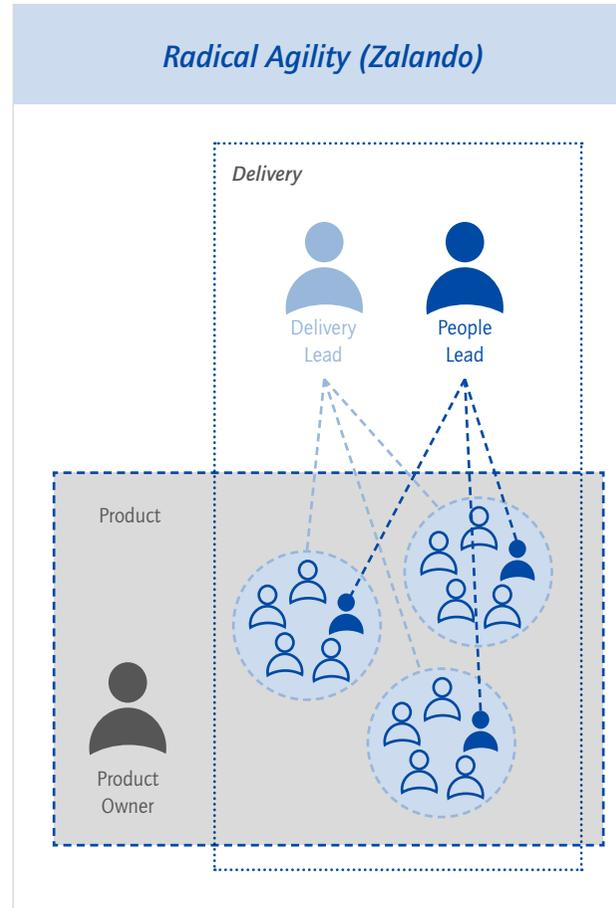 Radical Agility (Zalando)
Delivery
Delivery
Lead
People
Lead
Product
Product
Owner